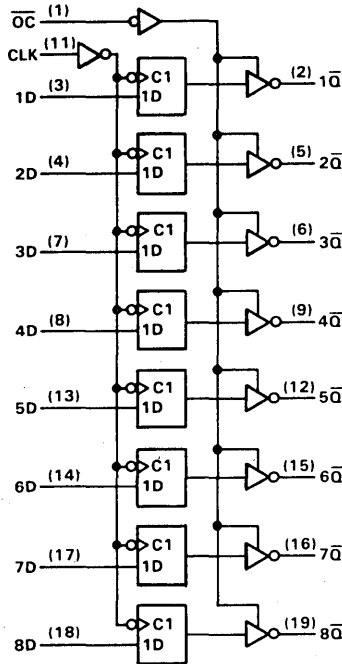 O̅C̅ (1)
CLK (11)
C1 (2) 1Q̅
1D (3) 1D
C1 (5) 2Q̅
2D (4) 1D
C1 (6) 3Q̅
3D (7) 1D
C1 (9) 4Q̅
4D (8) 1D
C1 (12) 5Q̅
5D (13) 1D
C1 (15) 6Q̅
6D (14) 1D
C1 (16) 7Q̅
7D (17) 1D
C1 (19) 8Q̅
8D (18) 1D